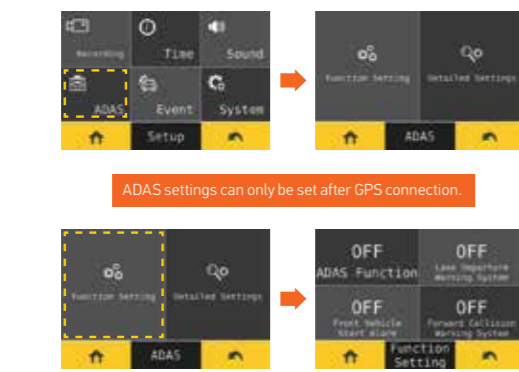 Recording
Time
Sound
ADAS
Event
System
Setup
Function Setting
Detailed Settings
ADAS
ADAS settings can only be set after GPS connection.
Function Setting
Detailed Settings
ADAS
OFF
ADAS Function
OFF
Lane Departure
Warning System
OFF
Front Vehicle
Start Alarm
OFF
Forward Collision
Warning System
Function
Setting